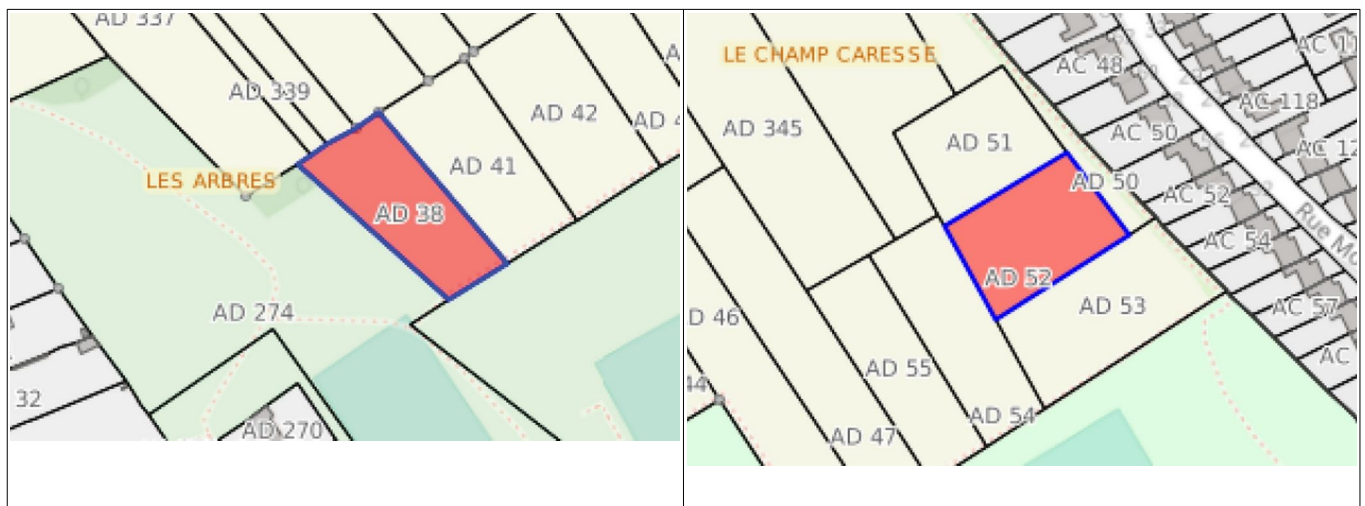 AD 337
AD 339
AD 42
AD 41
LES ARBRES
AD 38
AD 274
32
AD 270
LE CHAMP CARESSE
AC 48
AC 118
AD 345
AC 50
AD 51
AD 50
AC 52
Rue
AC 54
AD 52
AD 53
AC 57
AD 55
AC
AD 54
AD 47